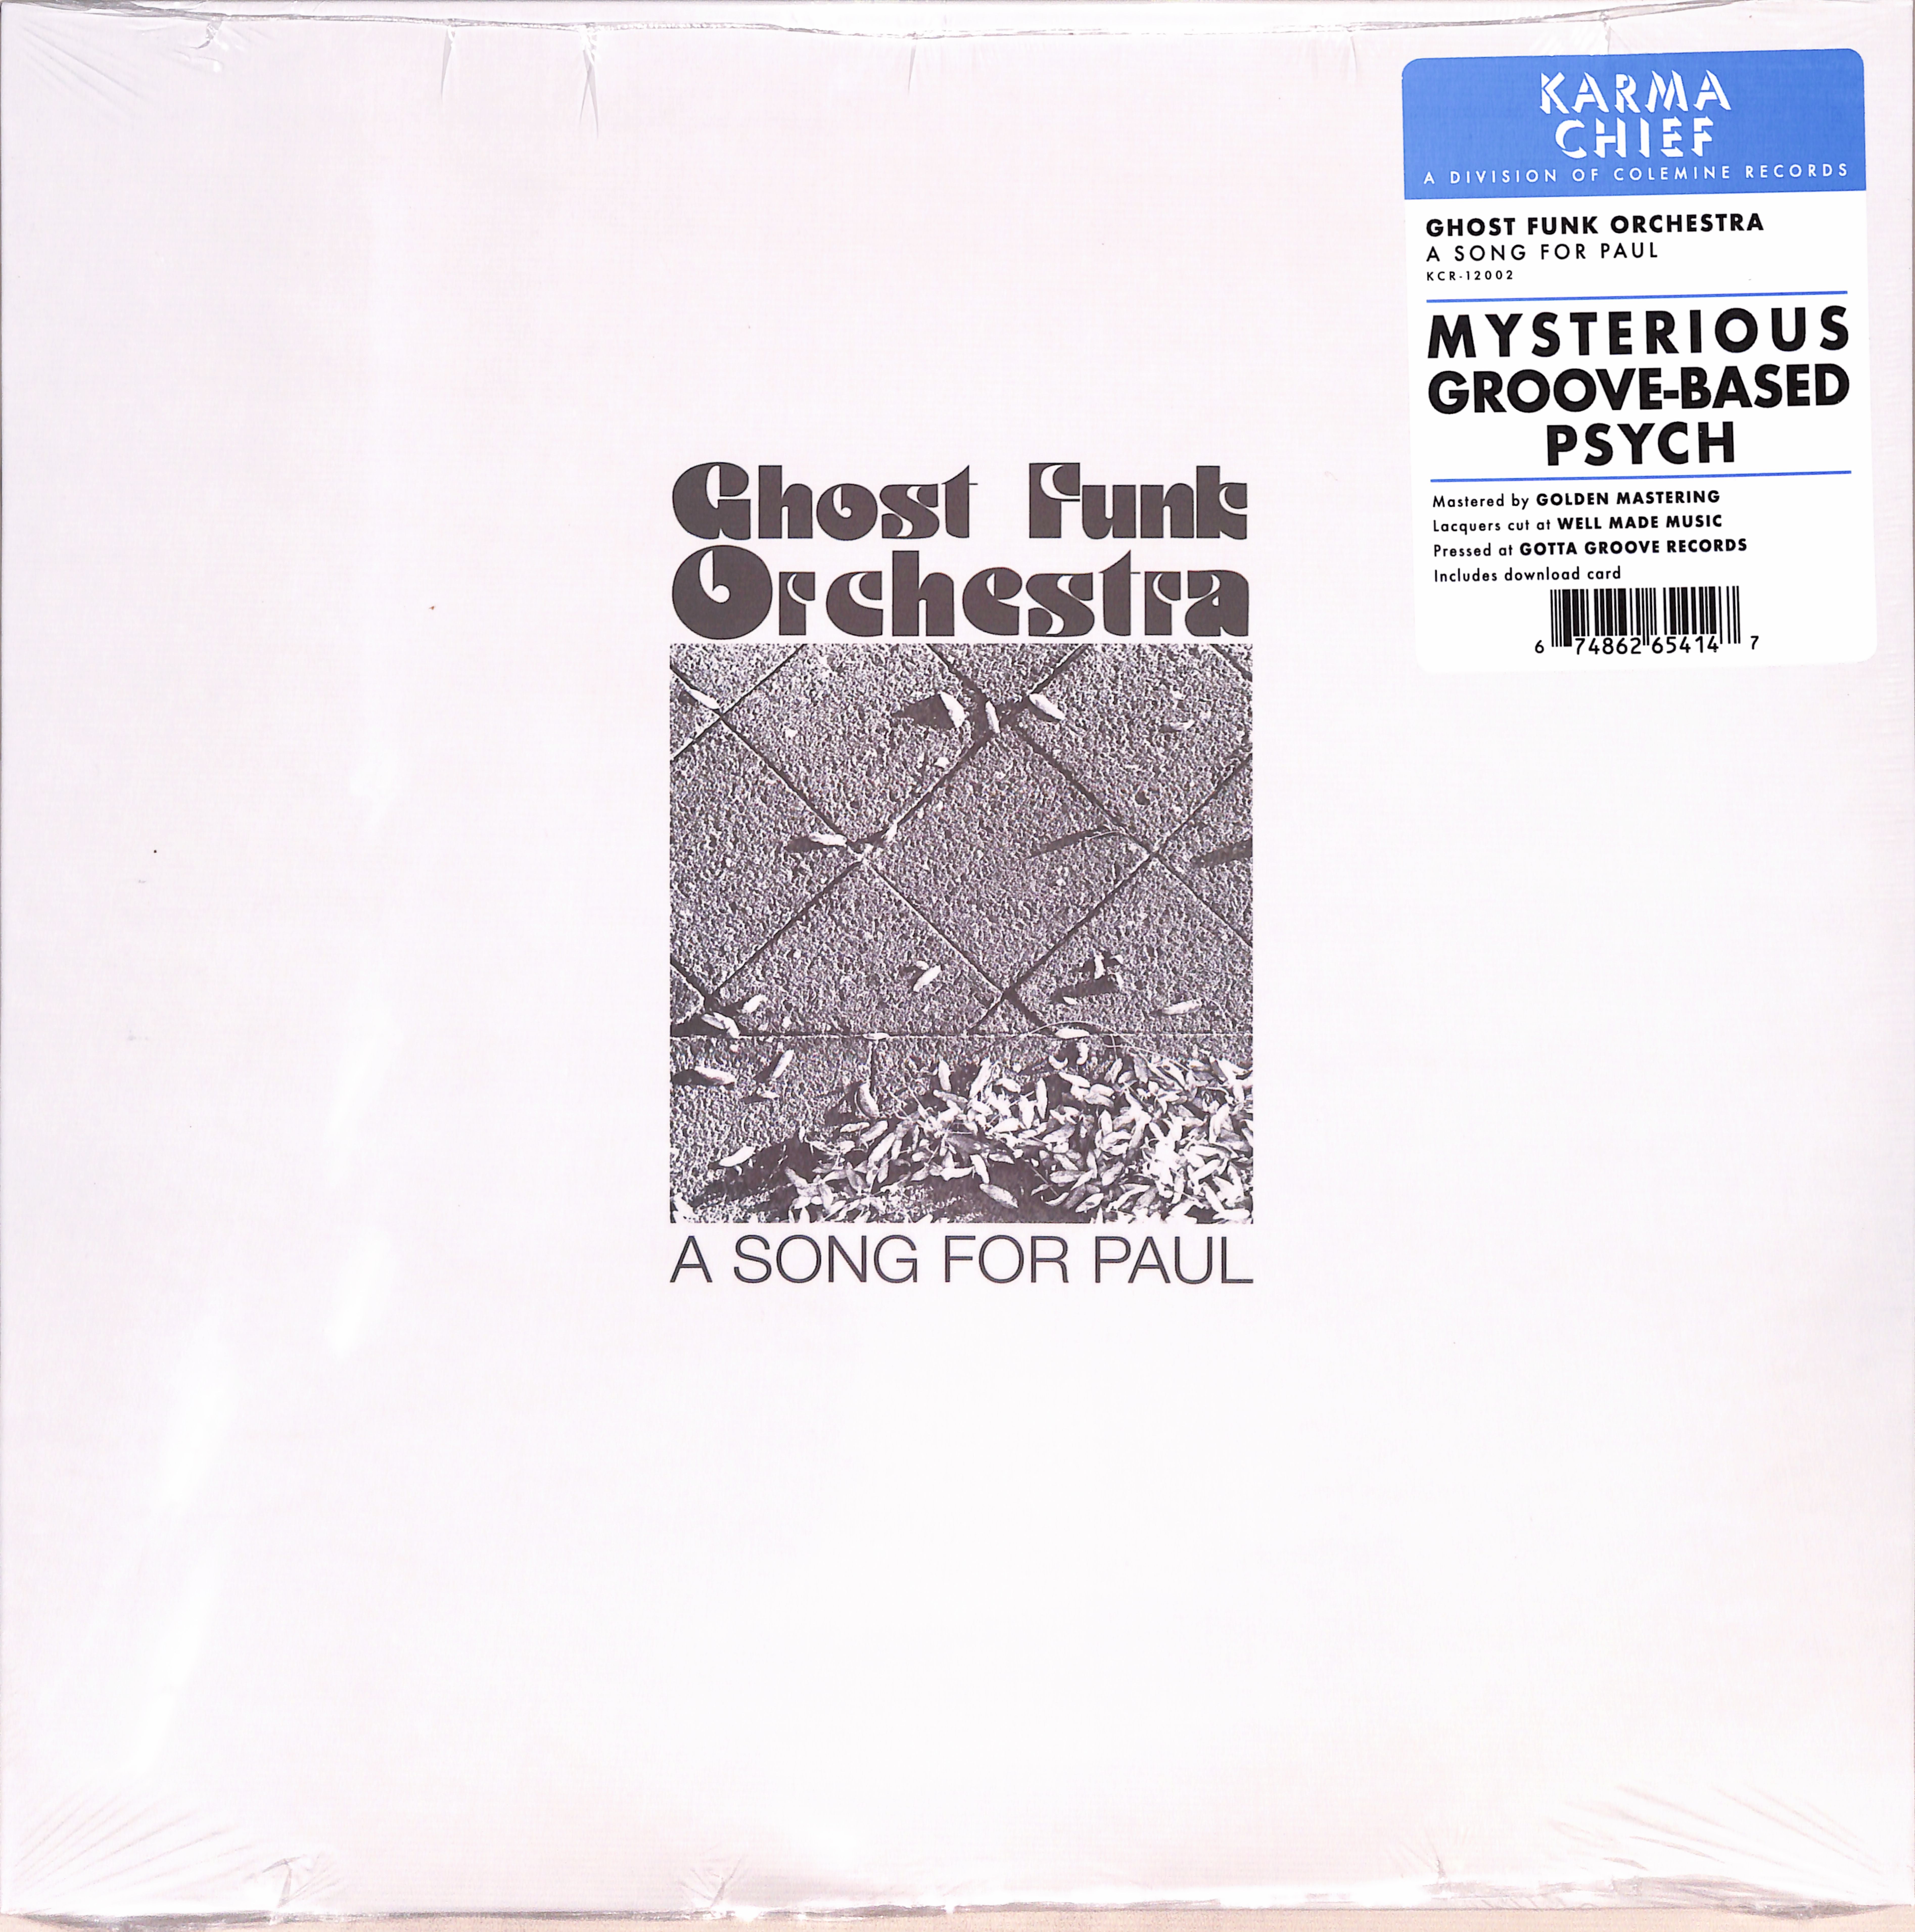 KARMA
CHIEF
A DIVISION OF COLEMINE RECORDS
GHOST FUNK ORCHESTRA
A SONG FOR PAUL
KCR-12002
MYSTERIOUS
GROOVE-BASED
PSYCH
Mastered by GOLDEN MASTERING
Lacquers cut at WELL MADE MUSIC
Pressed at GOTTA GROOVE RECORDS
Includes download card
6 74862 65414 7
Ghost Funk
Orchestra
A SONG FOR PAUL